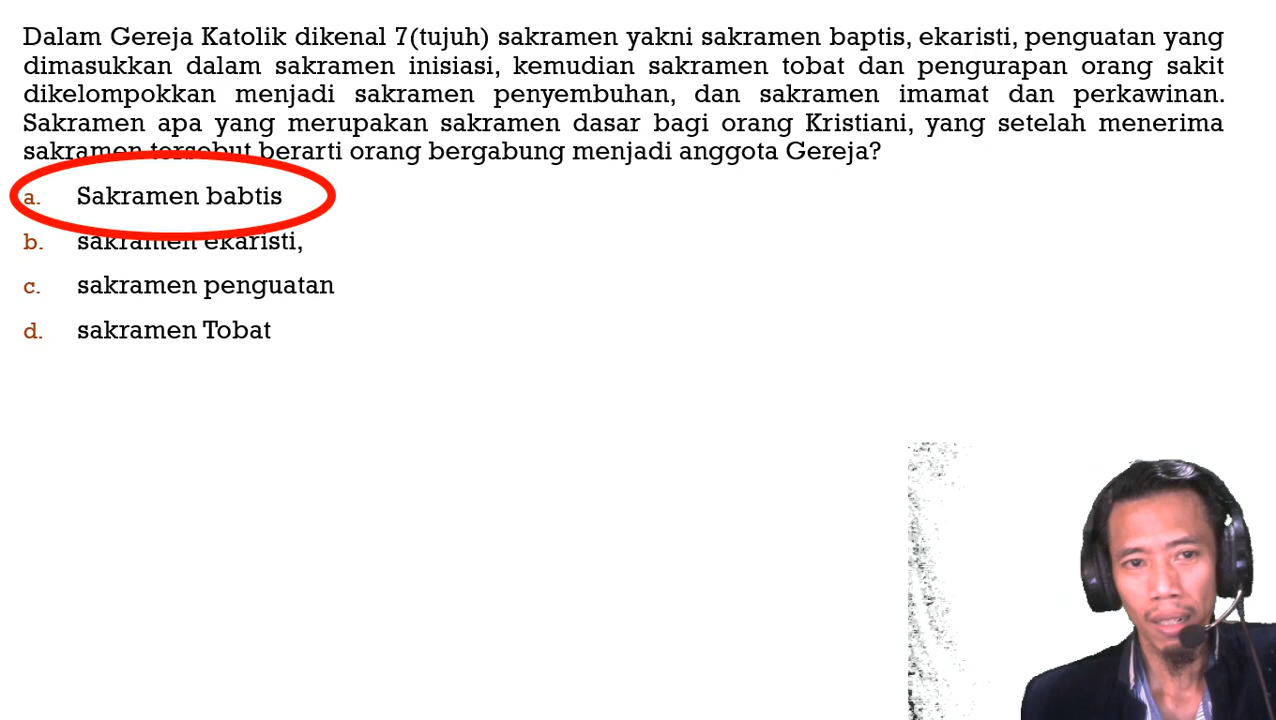 Dalam Gereja Katolik dikenal 7(tujuh) sakramen yakni sakramen baptis, ekaristi, penguatan yang
dimasukkan dalam sakramen inisiasi, kemudian sakramen tobat dan pengurapan orang sakit
dikelompokkan menjadi sakramen penyembuhan, dan sakramen imamat dan perkawinan.
Sakramen apa yang merupakan sakramen dasar bagi orang Kristiani, yang setelah menerima
sakramen tersebut berarti orang bergabung menjadi anggota Gereja?
a. Sakramen babtis
b. sakramen ekaristi,
c. sakramen penguatan
d. sakramen Tobat